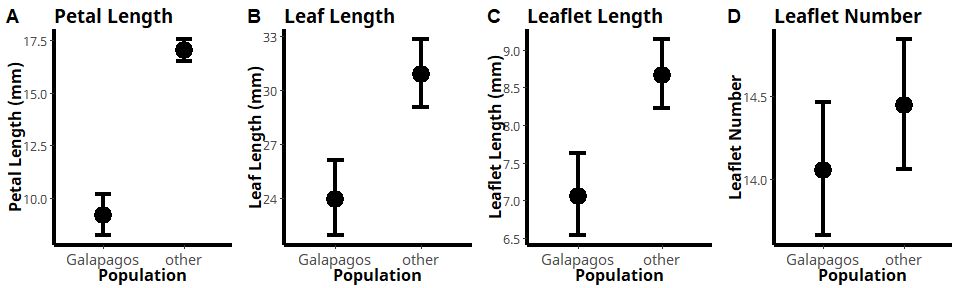 A Petal Length
Petal Length (mm)
17.5
15.0
12.5
10.0
Galapagos other
Population
B Leaf Length
Leaf Length (mm)
33
30
27
24
Galapagos other
Population
C Leaflet Length
Leaflet Length (mm)
9.0
8.5
8.0
7.5
7.0
6.5
Galapagos other
Population
D Leaflet Number
Leaflet Number
14.5
14.0
Galapagos other
Population